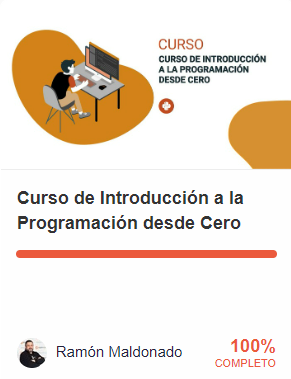 CURSO
CURSO DE INTRODUCCIÓN
A LA PROGRAMACIÓN
DESDE CERO
Curso de Introducción a la
Programación desde Cero
Ramón Maldonado
100%
COMPLETO